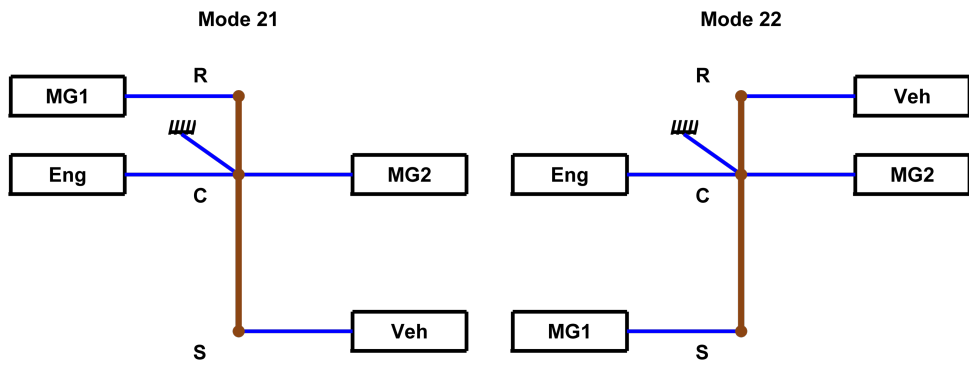 Mode 21
MG1
R
Eng
C
MG2
S
Veh
Mode 22
R
Veh
Eng
C
MG2
MG1
S